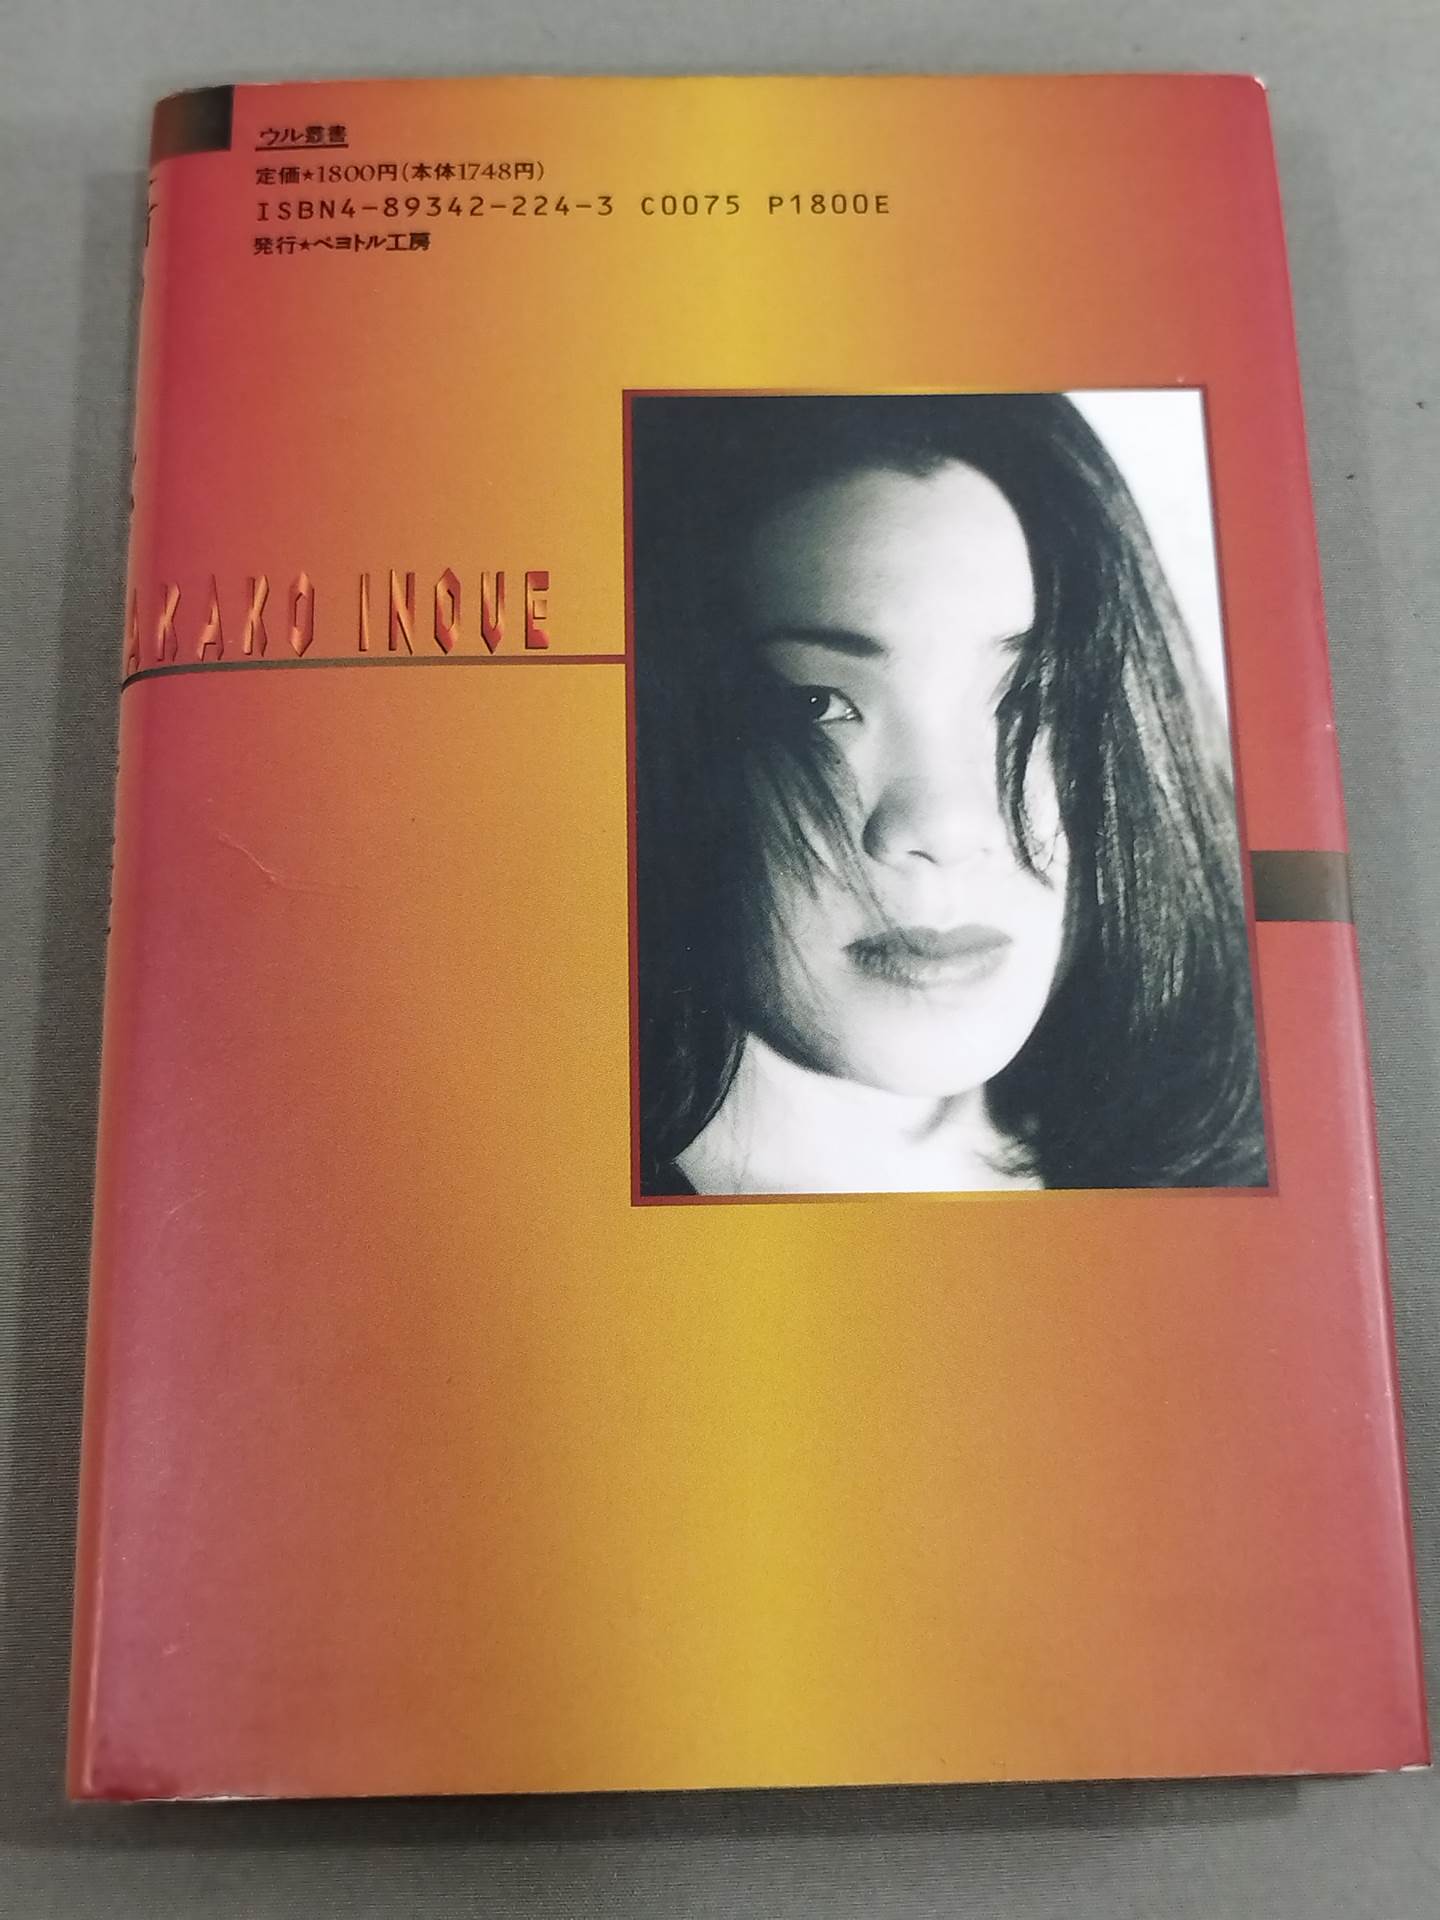 ウル叢書
定価★1800円(本体1748円)
ISBN4-89342-224-3 C0075 P1800E
発行★ペヨトル工房
AKAKO INOUE